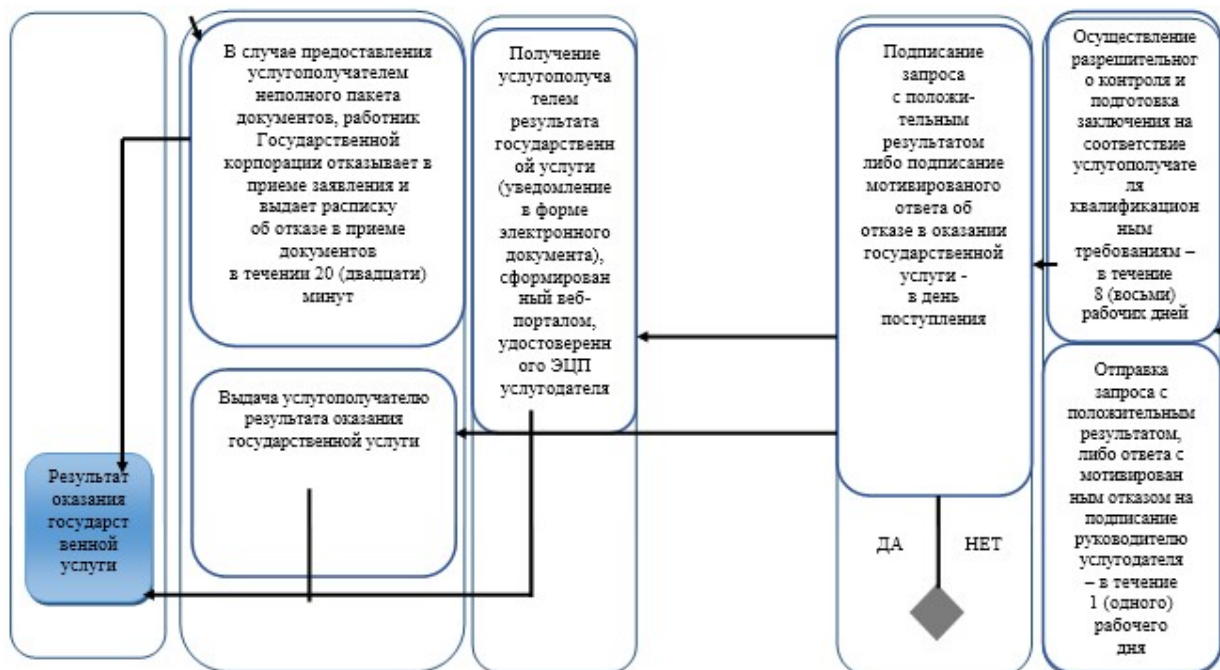 В случае предоставления
услугополучателем
неполного пакета
документов, работник
Государственной
корпорации отказывает в
приеме заявления и
выдает расписку
об отказе в приеме
документов
в течении 20 (двадцати)
минут
Выдача услугополучателю
результата оказания
государственной услуги
Результат
оказания
государст
венной
услуги
Получение
услугополуча
телем
результата
государственн
ой услуги
(уведомление
в форме
электронного
документа),
сформирован
ный веб-
порталом,
удостоверенн
ого ЭЦП
услугодателя
Подписание
запроса
с положи-
тельным
результатом
либо подписание
мотивированого
ответа об
отказе в оказании
государственной
услуги -
в день
поступления
ДА
НЕТ
Осуществление
разрешительног
о контроля и
подготовка
заключения на
соответствие
услугополучате
ля
квалификацион
ным
требованиям –
в течение
8 (восьми)
рабочих дней
Отправка
запроса с
положительным
результатом,
либо ответа с
мотивирован
ным отказом на
подписание
руководителю
услугодателя
– в течение
1 (одного)
рабочего
дня